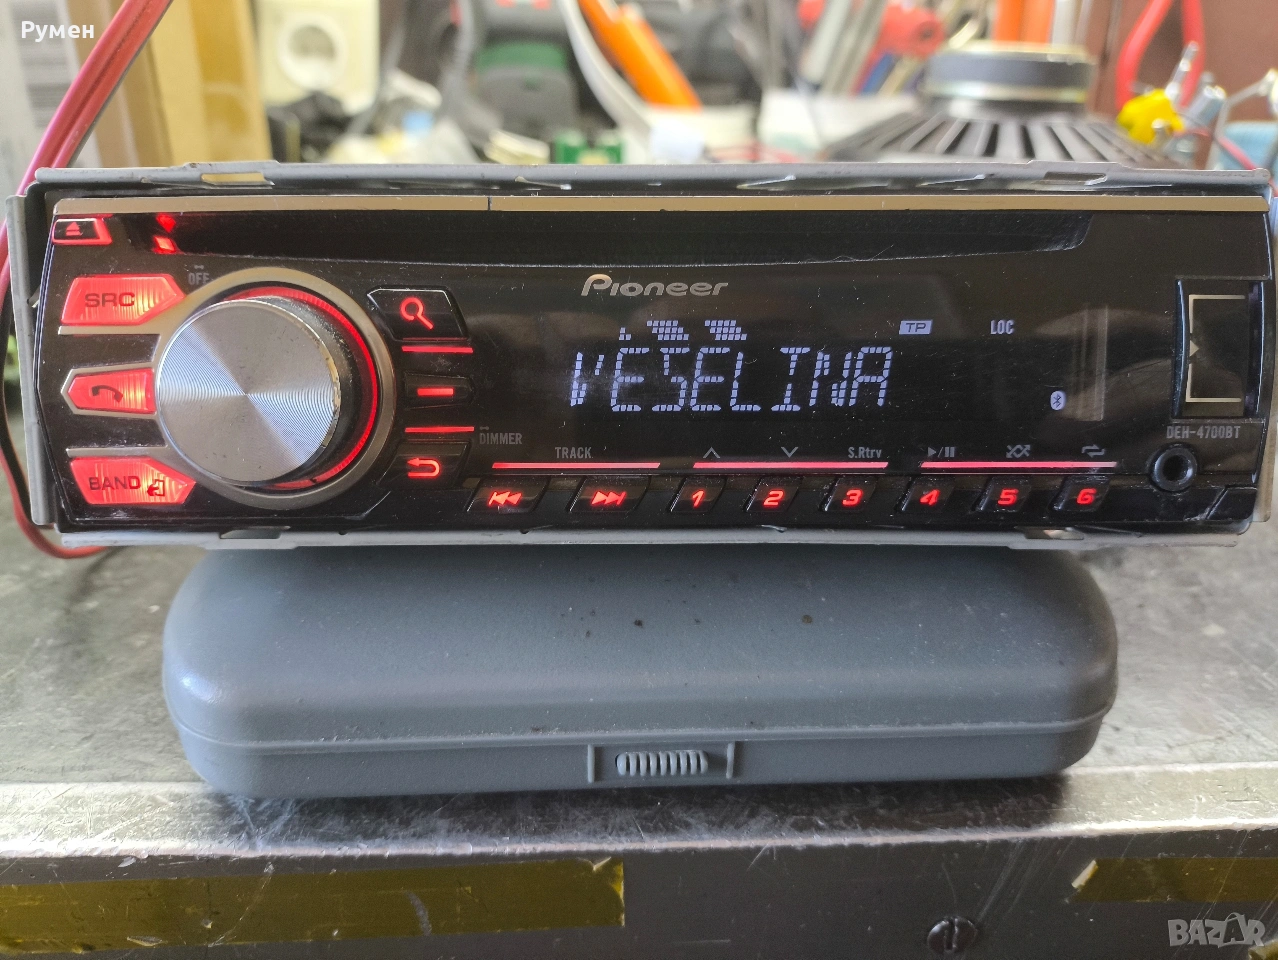 Румен
OFF
SRC
Pioneer
TP
LOC
VESELINA
DIMMER
DEH-4700BT
TRACK
S.Rtrv
BAND
1 2 3 4 5 6
BAZAR